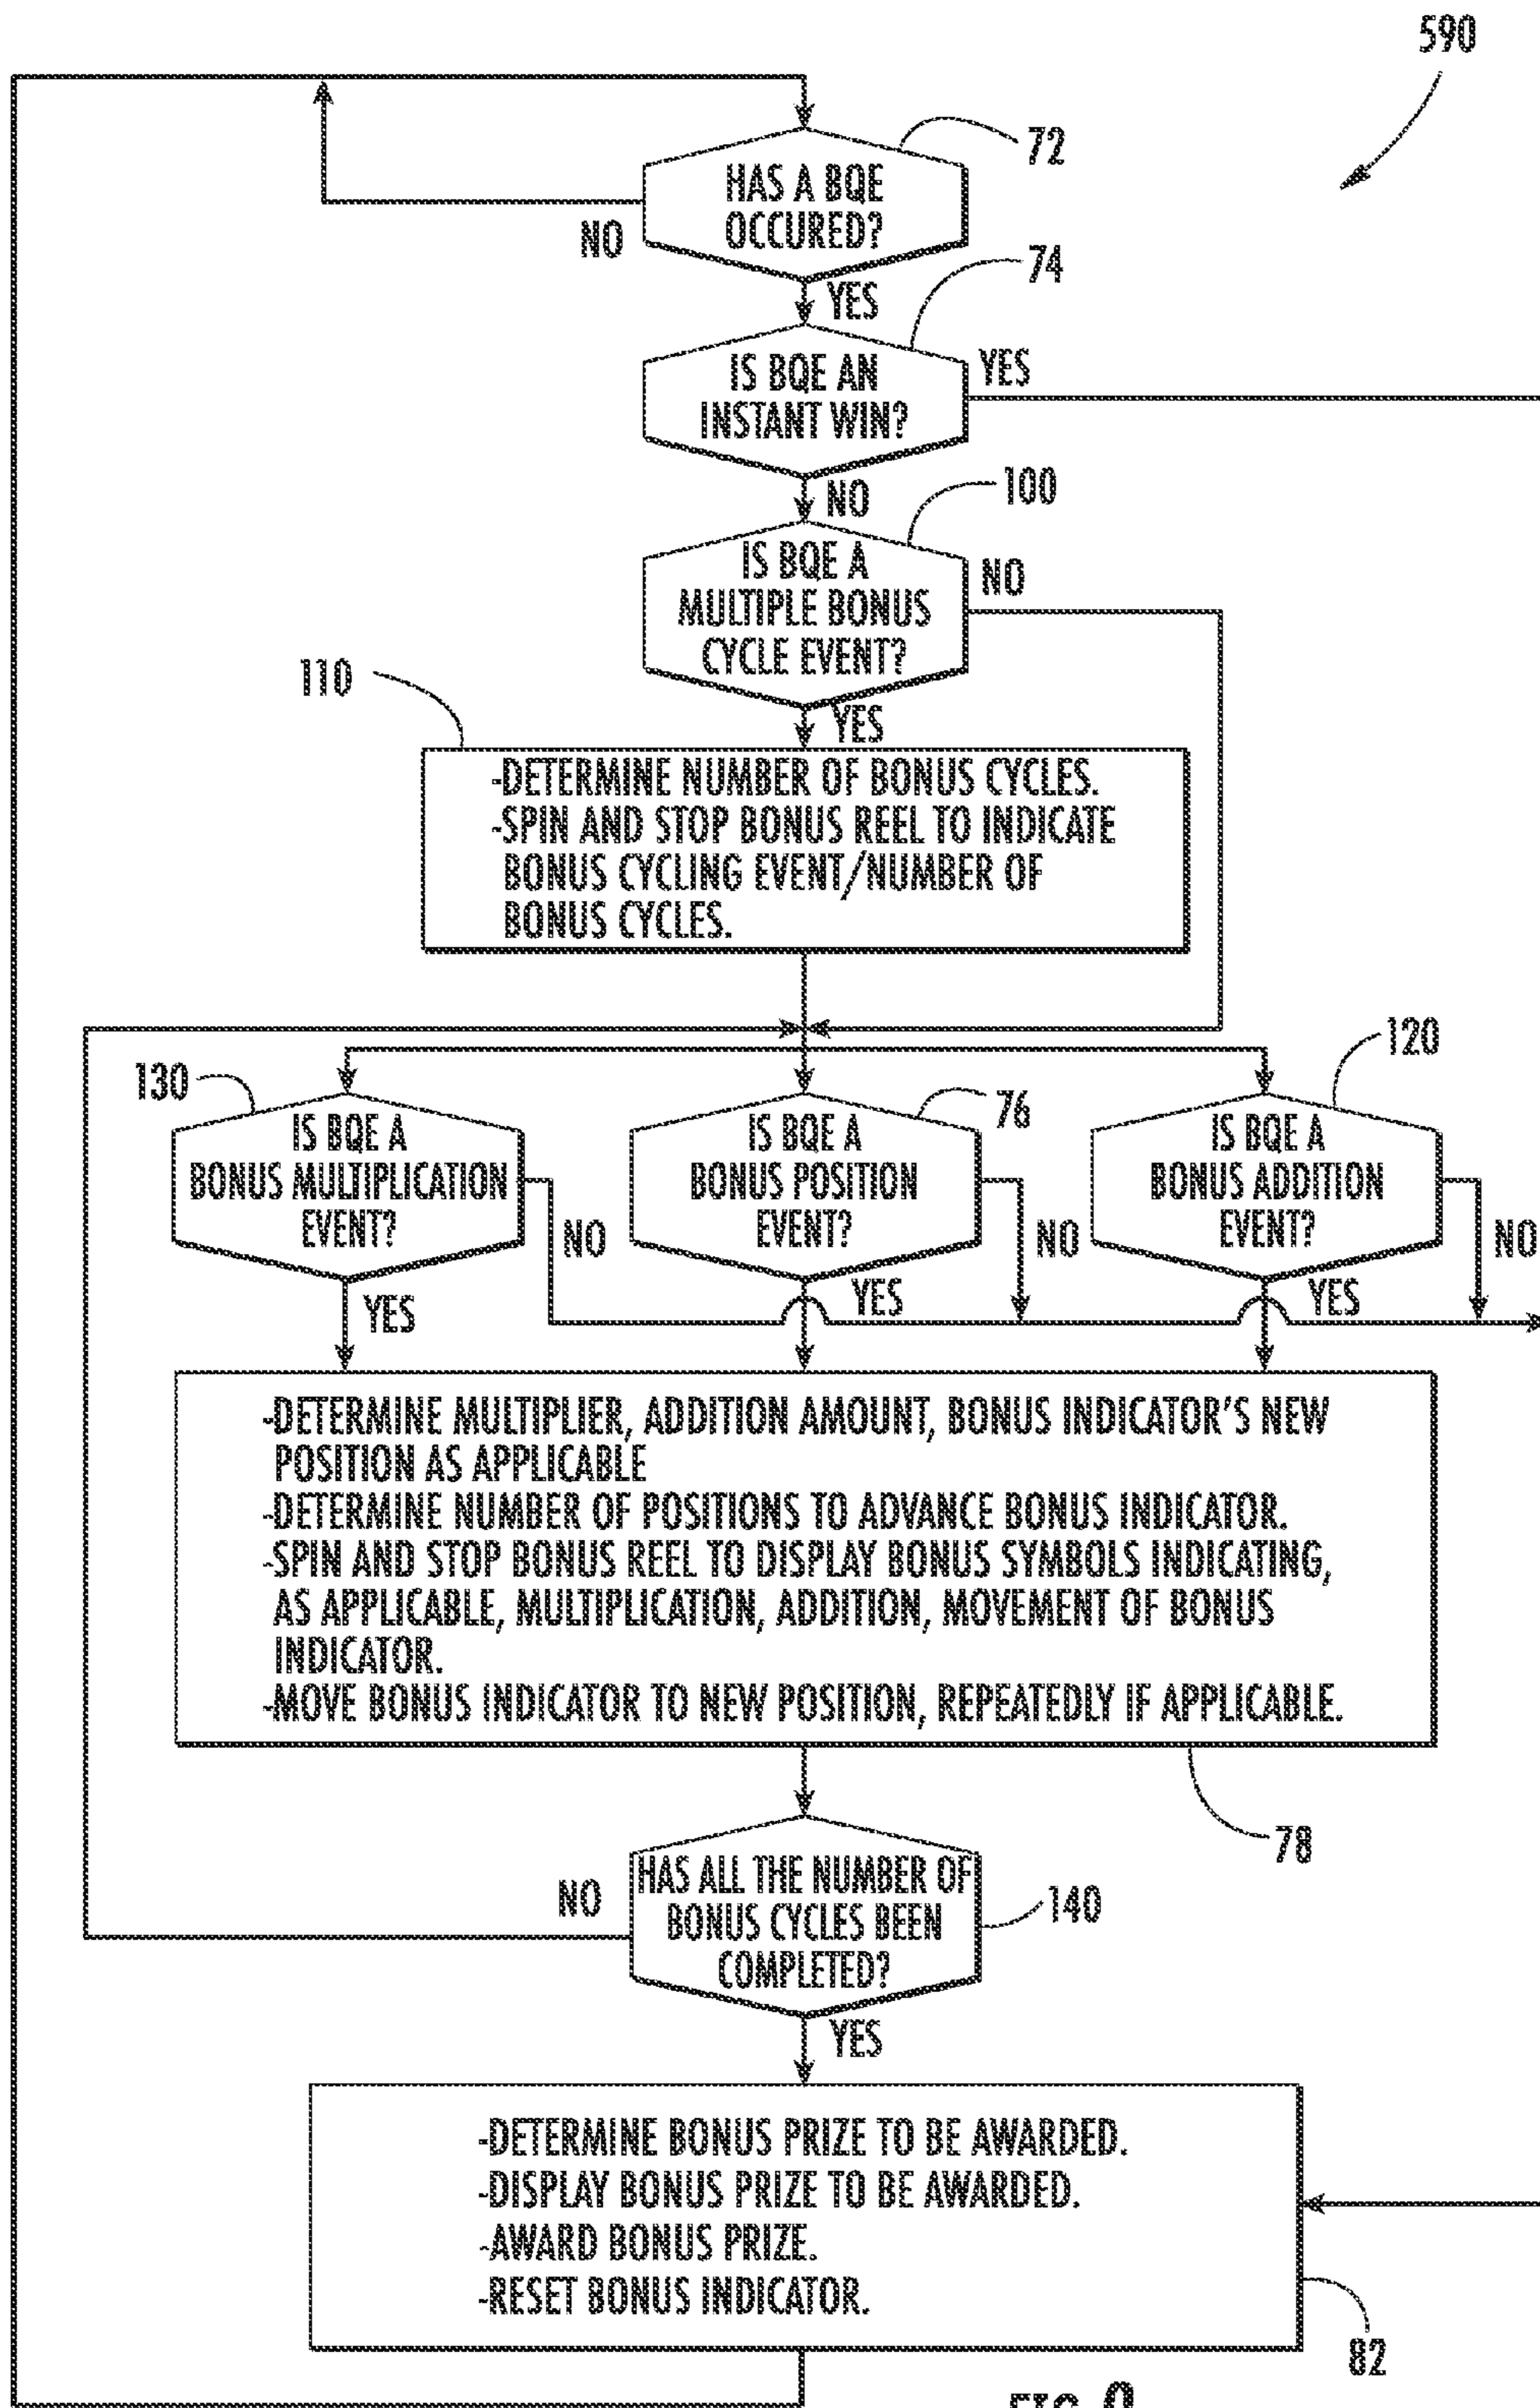 590
72
HAS A BQE
OCCURED?
NO
74
YES
IS BQE AN
INSTANT WIN?
YES
NO
100
IS BQE A
MULTIPLE BONUS
CYCLE EVENT?
NO
110
YES
-DETERMINE NUMBER OF BONUS CYCLES.
-SPIN AND STOP BONUS REEL TO INDICATE
BONUS CYCLING EVENT/NUMBER OF
BONUS CYCLES.
130
76
120
IS BQE A
BONUS MULTIPLICATION
EVENT?
NO
YES
IS BQE A
BONUS POSITION
EVENT?
NO
YES
IS BQE A
BONUS ADDITION
EVENT?
NO
YES
-DETERMINE MULTIPLIER, ADDITION AMOUNT, BONUS INDICATOR'S NEW
POSITION AS APPLICABLE
-DETERMINE NUMBER OF POSITIONS TO ADVANCE BONUS INDICATOR.
-SPIN AND STOP BONUS REEL TO DISPLAY BONUS SYMBOLS INDICATING,
AS APPLICABLE, MULTIPLICATION, ADDITION, MOVEMENT OF BONUS
INDICATOR.
-MOVE BONUS INDICATOR TO NEW POSITION, REPEATEDLY IF APPLICABLE.
78
HAS ALL THE NUMBER OF
BONUS CYCLES BEEN
COMPLETED?
NO
140
YES
-DETERMINE BONUS PRIZE TO BE AWARDED.
-DISPLAY BONUS PRIZE TO BE AWARDED.
-AWARD BONUS PRIZE.
-RESET BONUS INDICATOR.
82